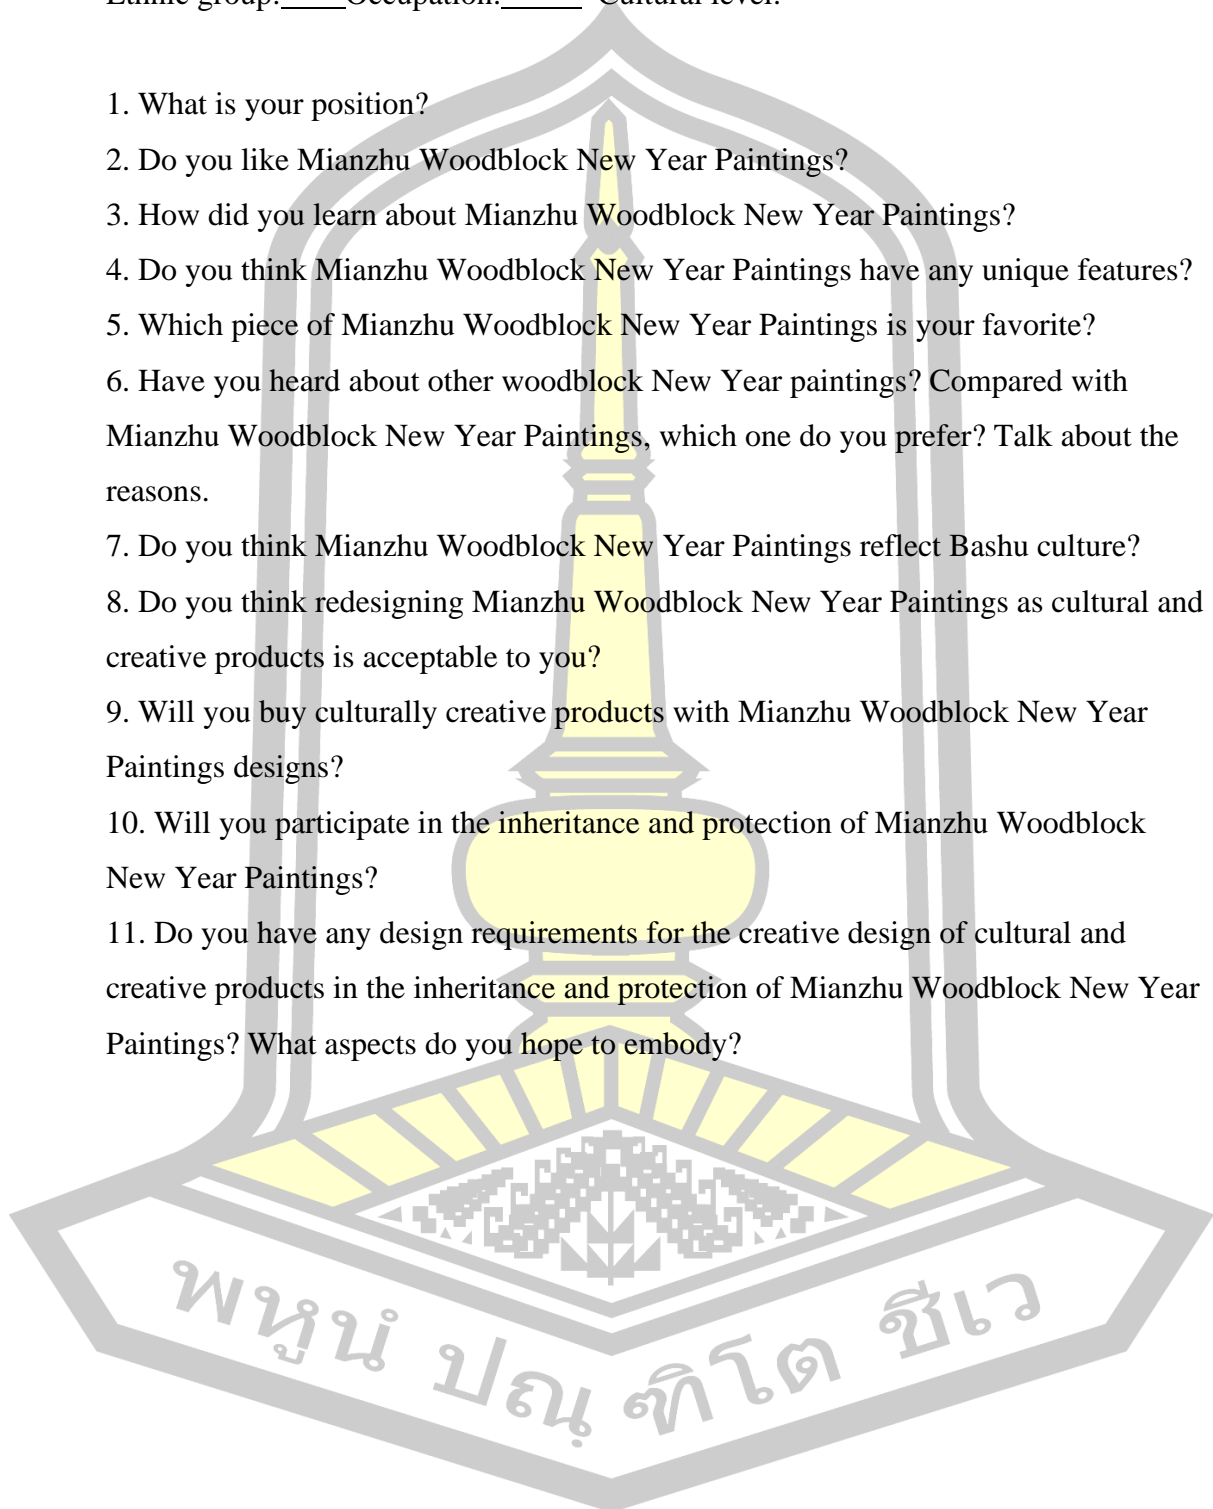 Ethnic group:____Occupation:_____ Cultural level:
1. What is your position?
2. Do you like Mianzhu Woodblock New Year Paintings?
3. How did you learn about Mianzhu Woodblock New Year Paintings?
4. Do you think Mianzhu Woodblock New Year Paintings have any unique features?
5. Which piece of Mianzhu Woodblock New Year Paintings is your favorite?
6. Have you heard about other woodblock New Year paintings? Compared with
Mianzhu Woodblock New Year Paintings, which one do you prefer? Talk about the
reasons.
7. Do you think Mianzhu Woodblock New Year Paintings reflect Bashu culture?
8. Do you think redesigning Mianzhu Woodblock New Year Paintings as cultural and
creative products is acceptable to you?
9. Will you buy culturally creative products with Mianzhu Woodblock New Year
Paintings designs?
10. Will you participate in the inheritance and protection of Mianzhu Woodblock
New Year Paintings?
11. Do you have any design requirements for the creative design of cultural and
creative products in the inheritance and protection of Mianzhu Woodblock New Year
Paintings? What aspects do you hope to embody?
พหูนํ ปณฺฑิโต ชีเว